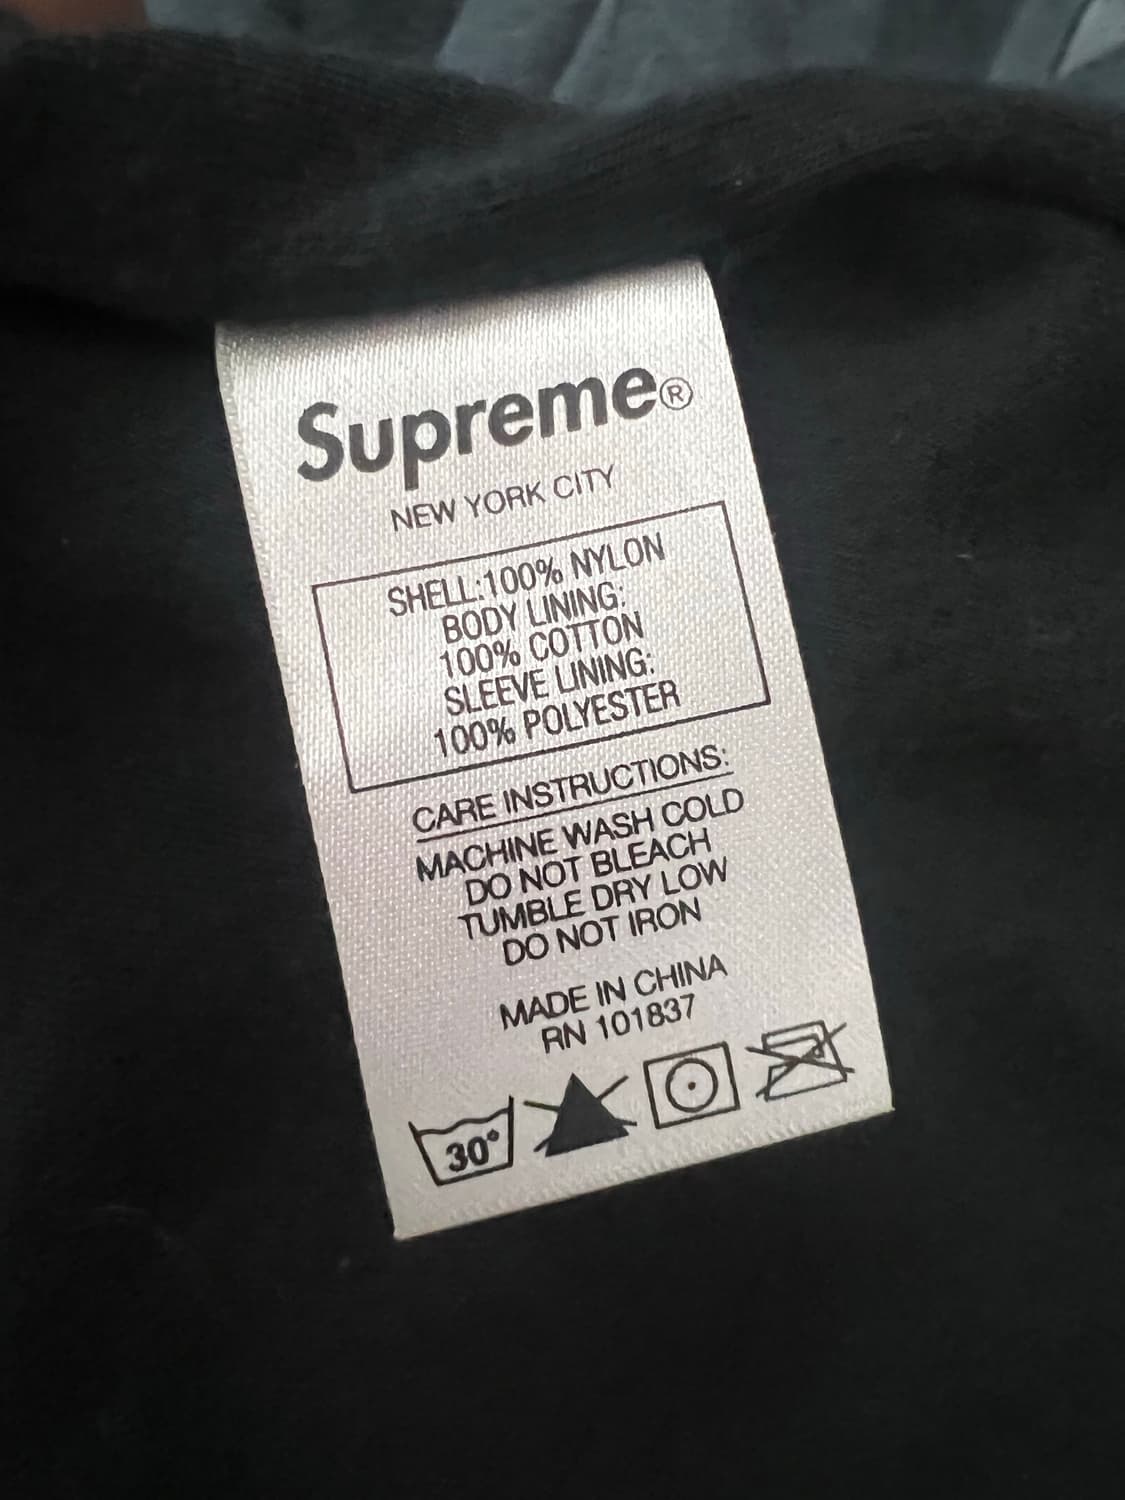 Supreme®
NEW YORK CITY
SHELL:100% NYLON
BODY LINING:
100% COTTON
SLEEVE LINING:
100% POLYESTER
CARE INSTRUCTIONS:
MACHINE WASH COLD
DO NOT BLEACH
TUMBLE DRY LOW
DO NOT IRON
MADE IN CHINA
RN 101837
30°